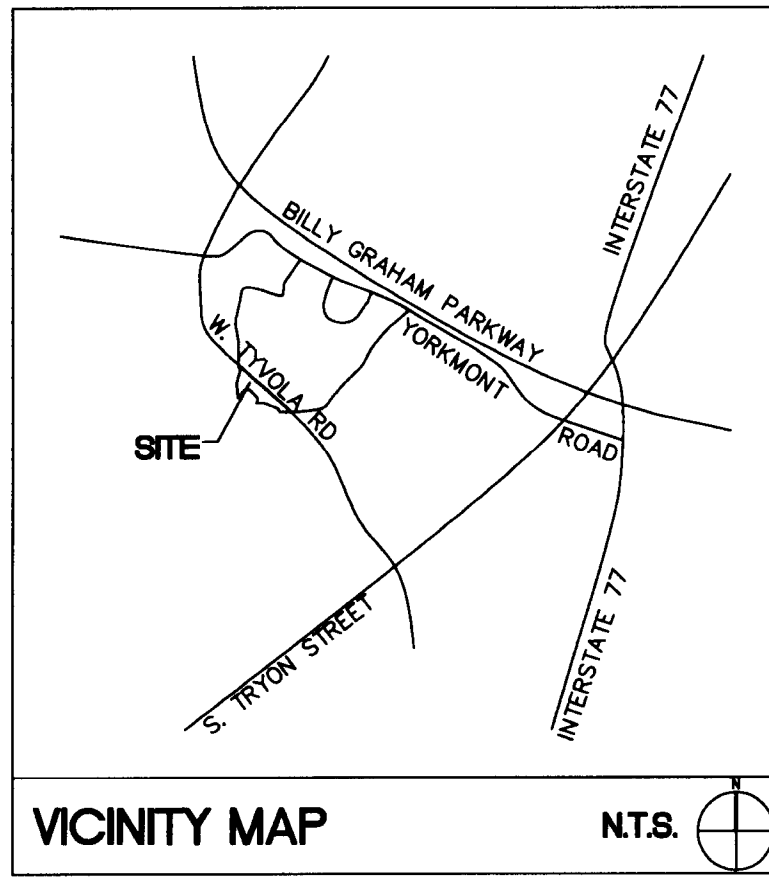 INTERSTATE 77
BILLY GRAHAM PARKWAY
YORKMONT
ROAD
W. TYVOLA RD
SITE
S. TRYON STREET
INTERSTATE 77
VICINITY MAP
N.T.S.
N